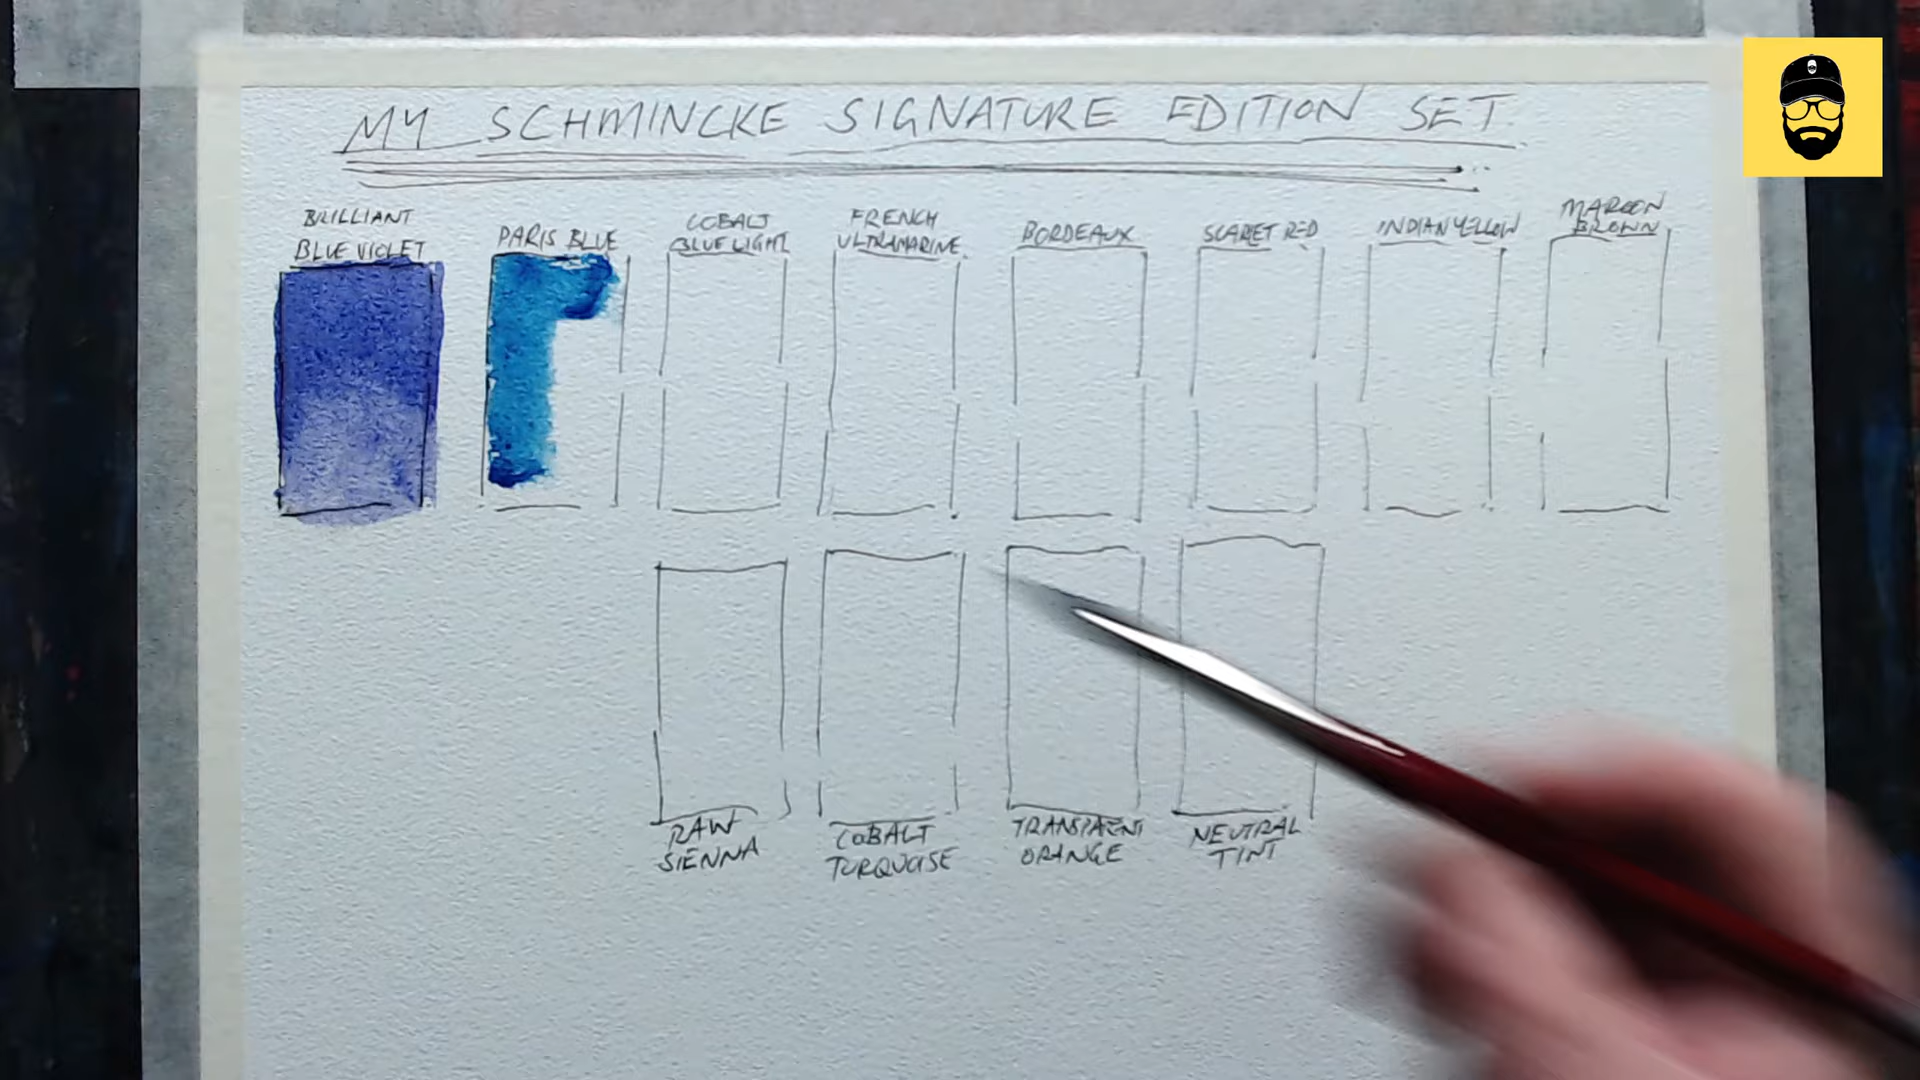 MY SCHMINCKE SIGNATURE EDITION SET.
BRILLIANT
BLUE VIOLET
PARIS BLUE
COBALT
BLUE LIGHT
FRENCH
ULTRAMARINE
BORDEAUX
SCARLET RED
INDIAN YELLOW
MAROON
BROWN
RAW
SIENNA
COBALT
TURQUOISE
TRANSPARENT
ORANGE
NEUTRAL
TINT